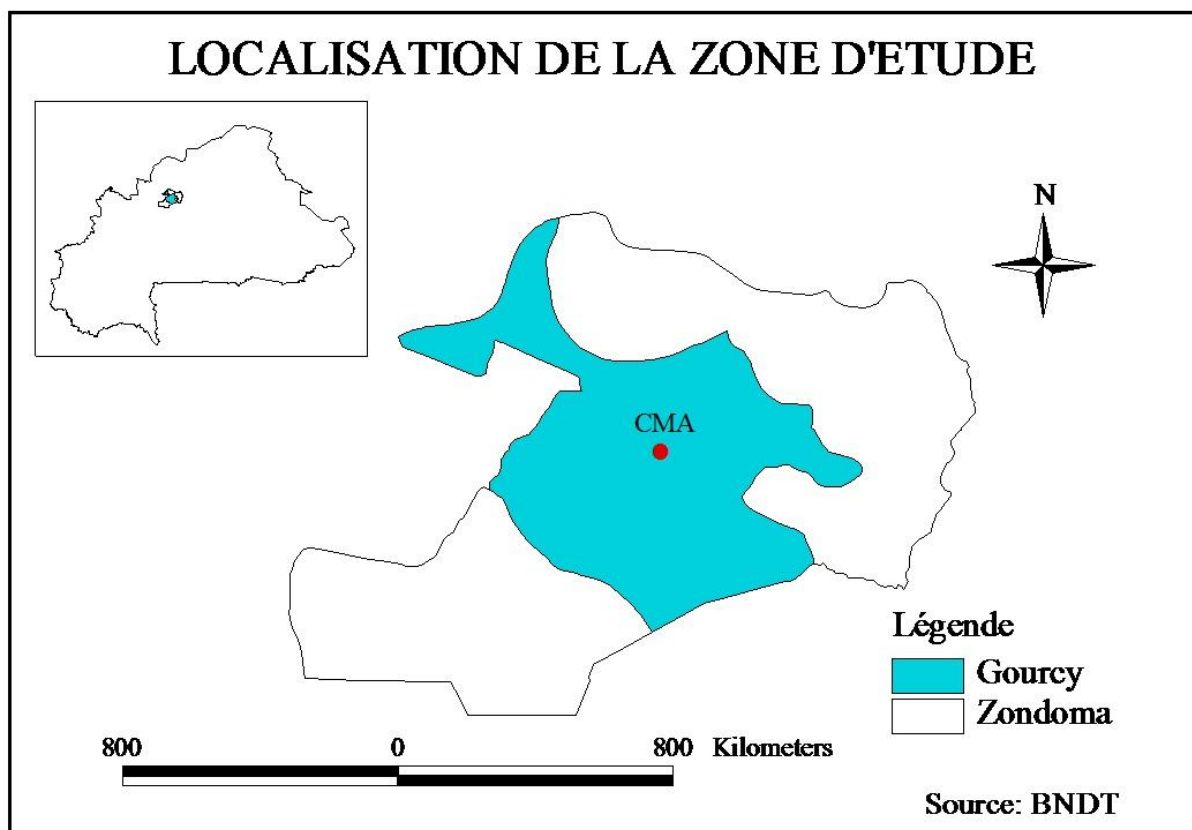 LOCALISATION DE LA ZONE D'ETUDE
N
CMA
Légende
Gourcy
Zondoma
800 0 800 Kilometers
Source: BNDT